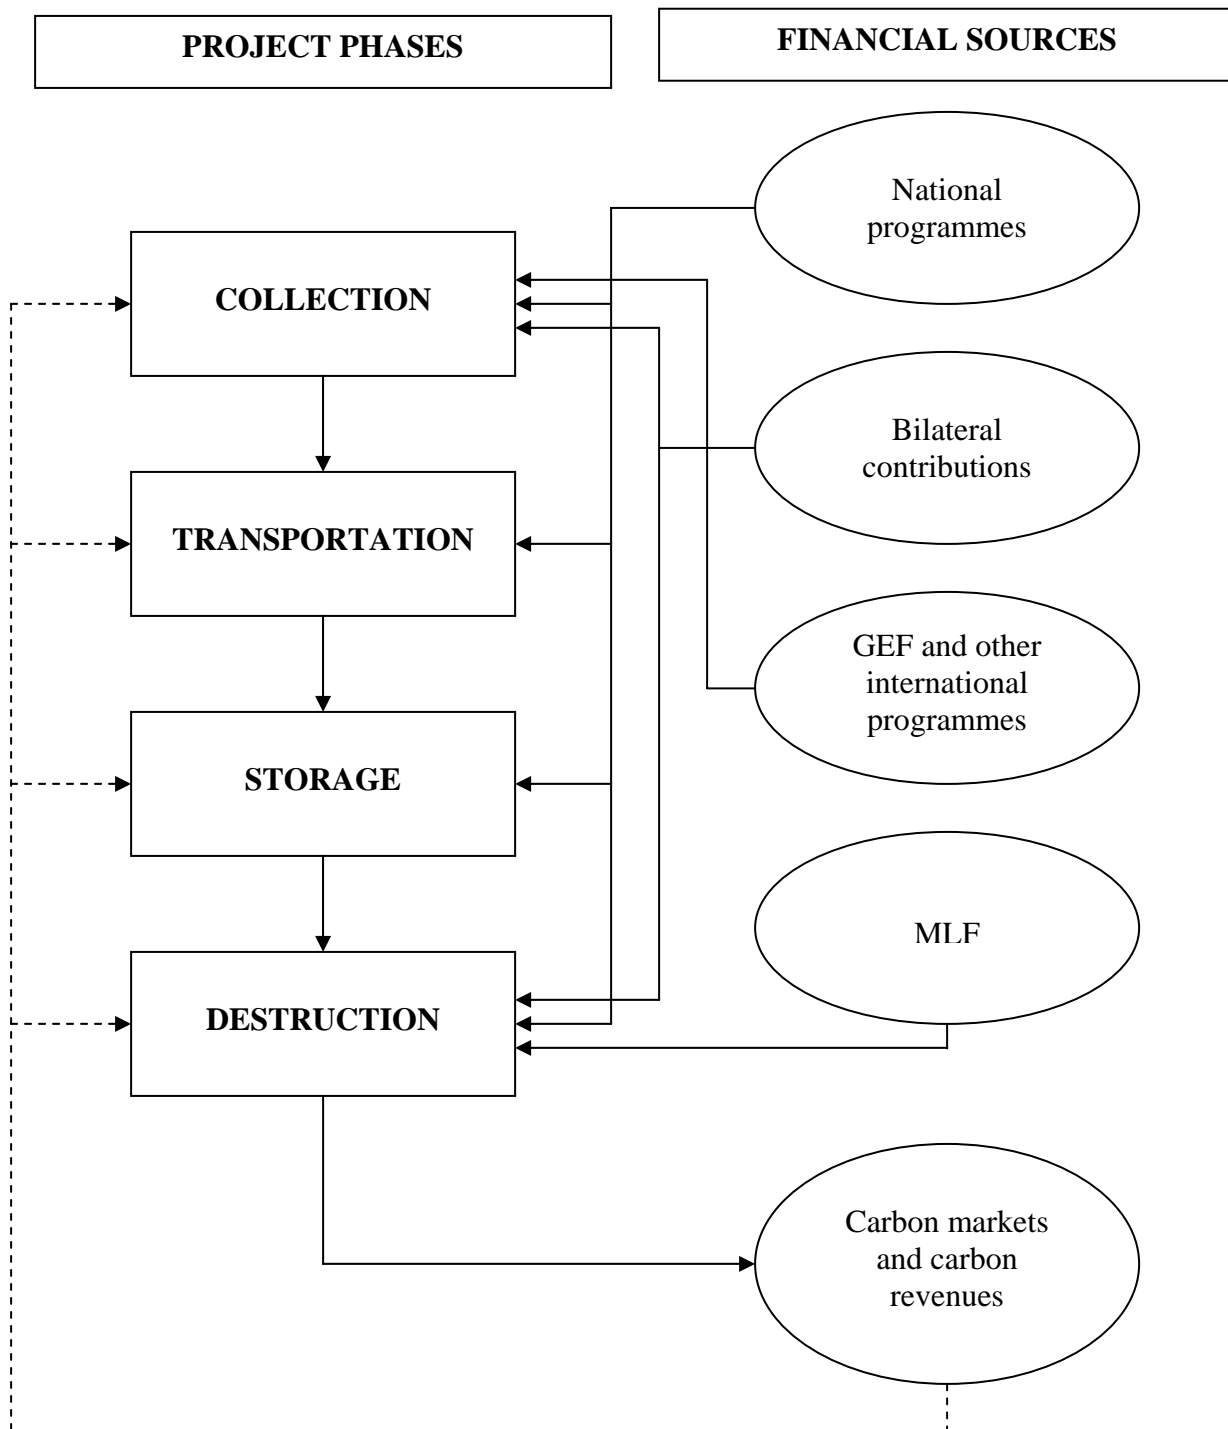 PROJECT PHASES
FINANCIAL SOURCES
National
programmes
COLLECTION
Bilateral
contributions
TRANSPORTATION
GEF and other
international
programmes
STORAGE
MLF
DESTRUCTION
Carbon markets
and carbon
revenues